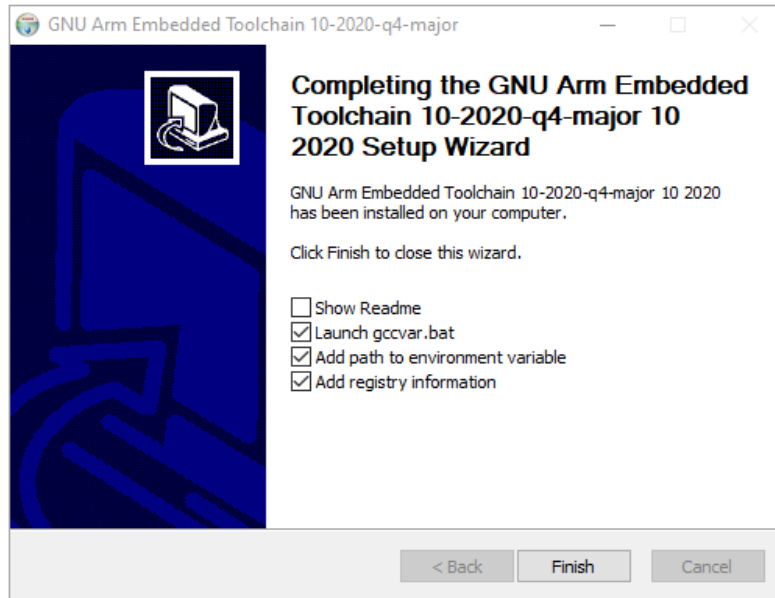 GNU Arm Embedded Toolchain 10-2020-q4-major
Completing the GNU Arm Embedded
Toolchain 10-2020-q4-major 10
2020 Setup Wizard
GNU Arm Embedded Toolchain 10-2020-q4-major 10 2020
has been installed on your computer.
Click Finish to close this wizard.
Show Readme
Launch gccvar.bat
Add path to environment variable
Add registry information
< Back
Finish
Cancel